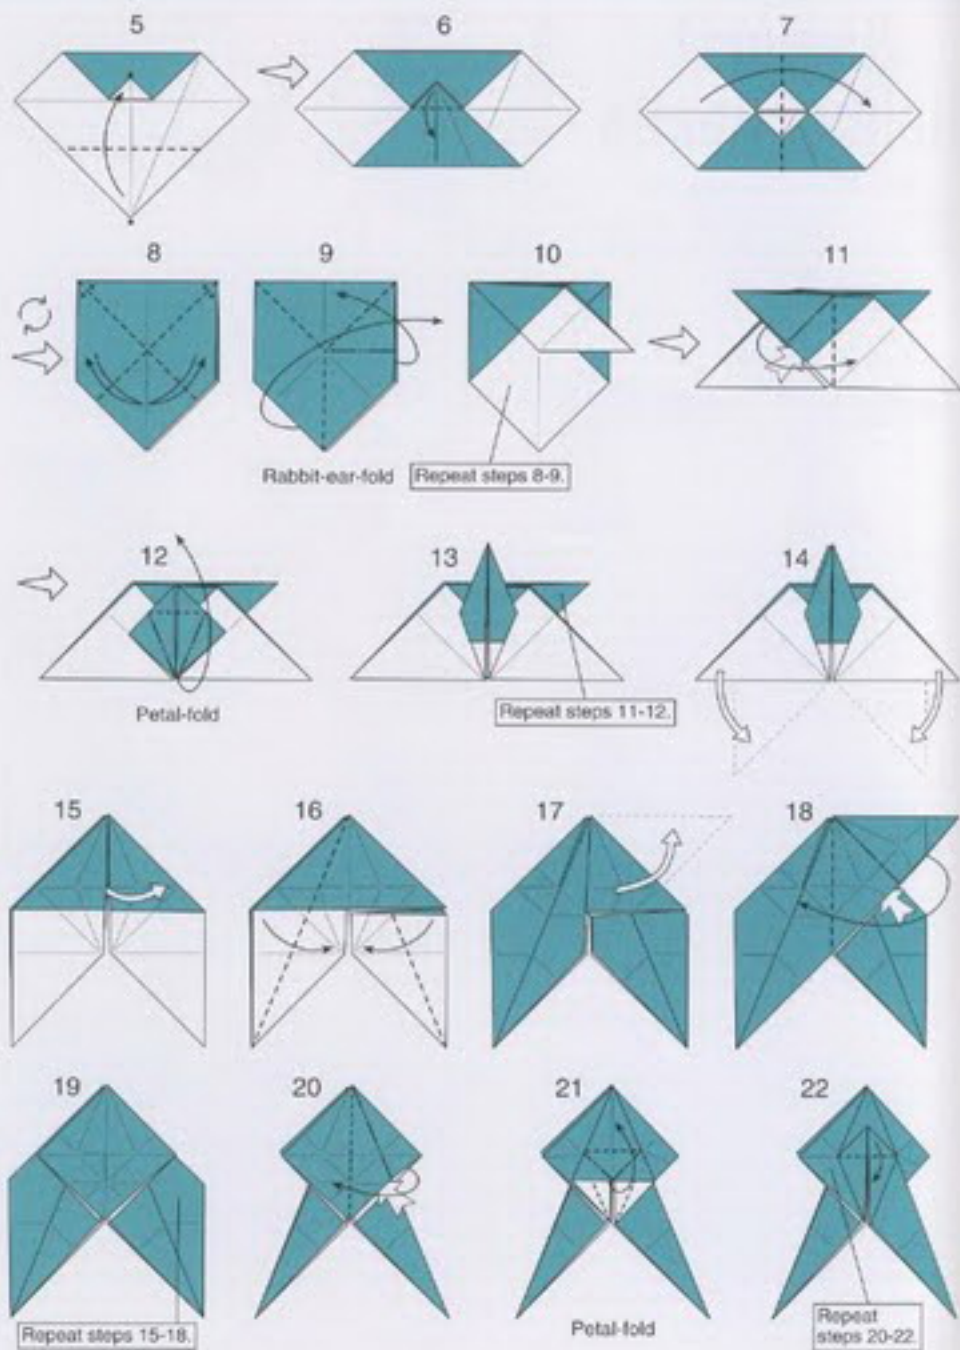 5
6
7
8
9
10
11
Rabbit-ear-fold
Repeat steps 8-9.
12
13
14
Petal-fold
Repeat steps 11-12.
15
16
17
18
19
20
21
22
Repeat steps 15-18.
Petal-fold
Repeat
steps 20-22.